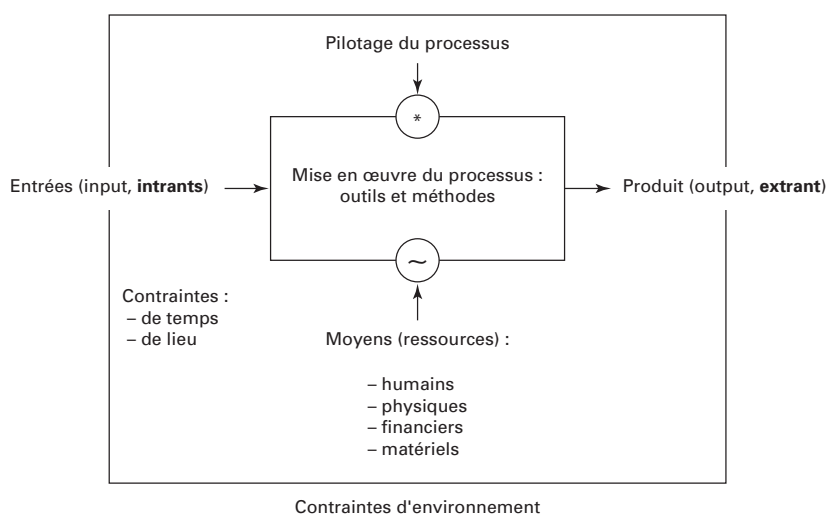 Pilotage du processus
*
Entrées (input, intrants)
Mise en œuvre du processus :
outils et méthodes
Produit (output, extrant)
~
Contraintes :
– de temps
– de lieu
Moyens (ressources) :
– humains
– physiques
– financiers
– matériels
Contraintes d'environnement